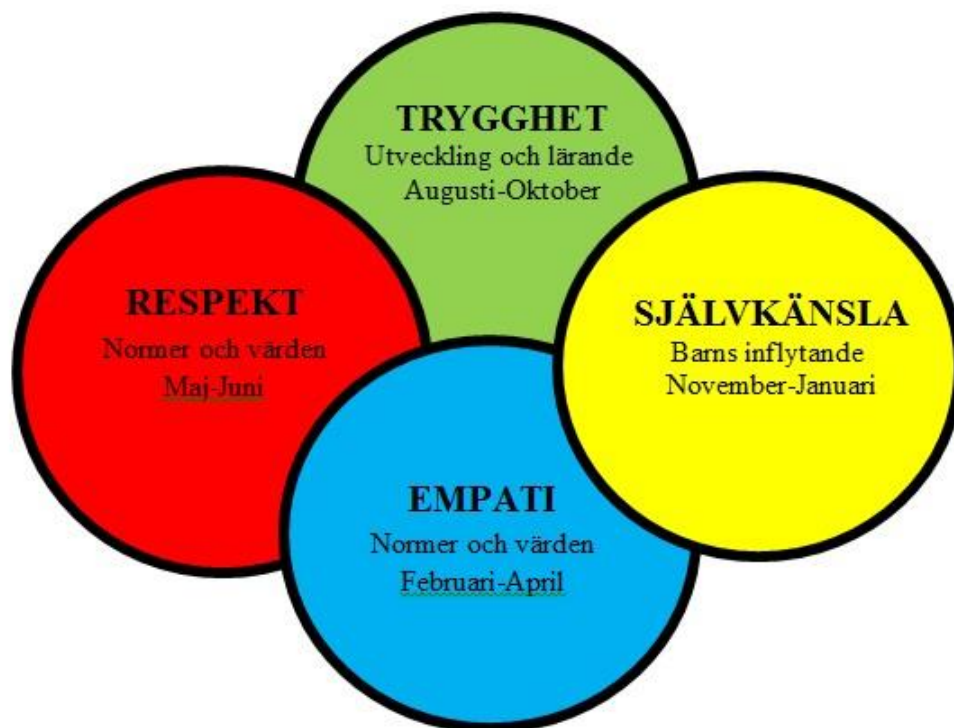 TRYGGHET
Utveckling och lärande
Augusti-Oktober
RESPEKT
Normer och värden
Maj-Juni
SJÄLVKÄNSLA
Barns inflytande
November-Januari
EMPATI
Normer och värden
Februari-April